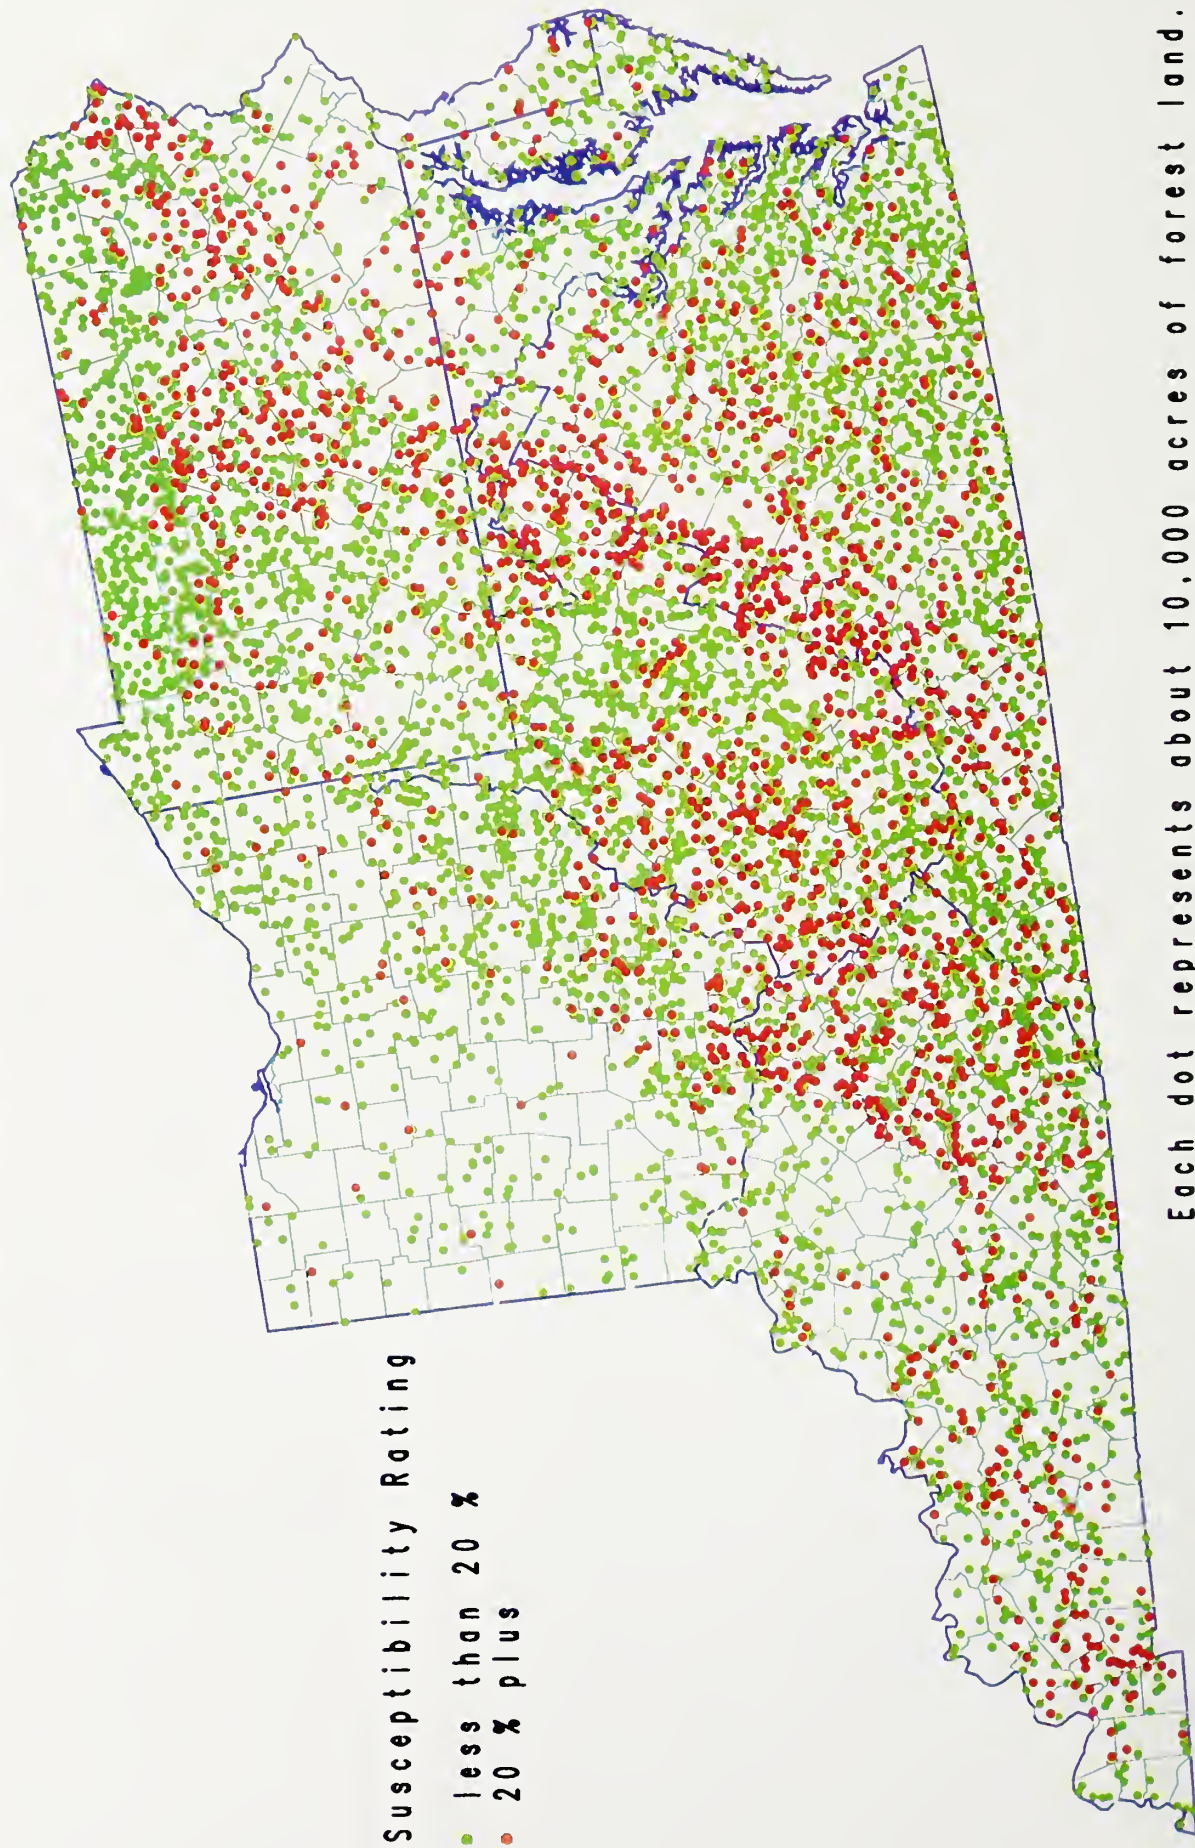 Susceptibility Rating
less than 20 %
20 % plus
Each dot represents about 10,000 acres of forest land.